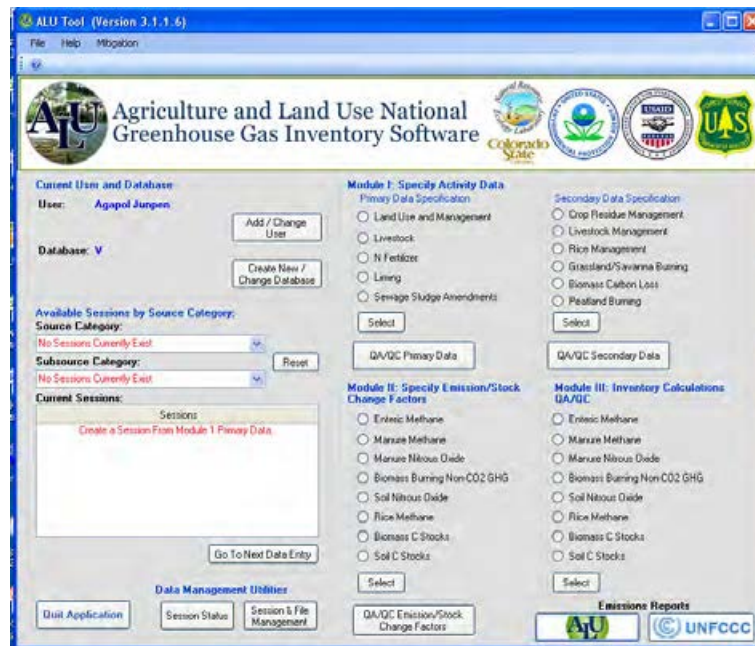 ALU Tool (Version 3.1.1.6)
File Help Mitigation
ALU
Agriculture and Land Use National
Greenhouse Gas Inventory Software
Colorado
State
USAID
UAS
Current User and Database
User: Agapol Junpen
Add / Change
User
Database: V
Create New /
Change Database
Available Sessions by Source Category:
Source Category:
No Sessions Currently Exist
Subsource Category:
Reset
No Sessions Currently Exist
Current Sessions:
Sessions
Create a Session From Module 1 Primary Data
Go To Next Data Entry
Data Management Utilities
Quit Application
Session Status
Session & File
Management
Module I: Specify Activity Data
Primary Data Specification
Land Use and Management
Livestock
N Fertilizer
Liming
Sewage Sludge Amendments
Select
QA/QC Primary Data
Secondary Data Specification
Crop Residue Management
Livestock Management
Rice Management
Grassland/Savanna Burning
Biomass Carbon Loss
Peatland Burning
Select
QA/QC Secondary Data
Module II: Specify Emission/Stock
Change Factors
Enteric Methane
Manure Methane
Manure Nitrous Oxide
Biomass Burning Non-CO2 GHG
Soil Nitrous Oxide
Rice Methane
Biomass C Stocks
Soil C Stocks
Select
QA/QC Emission/Stock
Change Factors
Module III: Inventory Calculations
QA/QC
Enteric Methane
Manure Methane
Manure Nitrous Oxide
Biomass Burning Non-CO2 GHG
Soil Nitrous Oxide
Rice Methane
Biomass C Stocks
Soil C Stocks
Select
Emissions Reports
ALU
UNFCCC